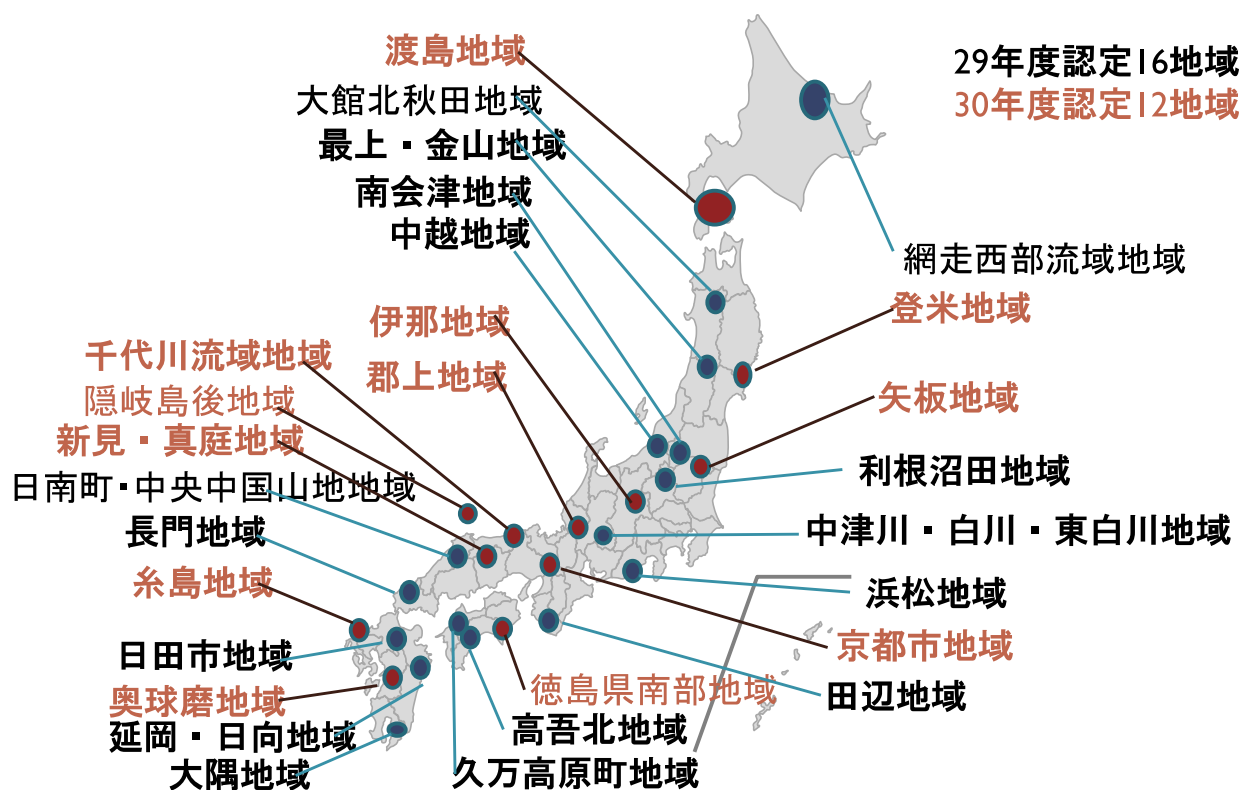 渡島地域
29年度認定16地域
30年度認定12地域
大館北秋田地域
最上・金山地域
南会津地域
中越地域
網走西部流域地域
登米地域
伊那地域
千代川流域地域
郡上地域
隠岐島後地域
矢板地域
新見・真庭地域
利根沼田地域
日南町・中央中国山地地域
長門地域
中津川・白川・東白川地域
糸島地域
浜松地域
日田市地域
京都市地域
奥球磨地域
徳島県南部地域
田辺地域
延岡・日向地域
高吾北地域
大隅地域
久万高原町地域